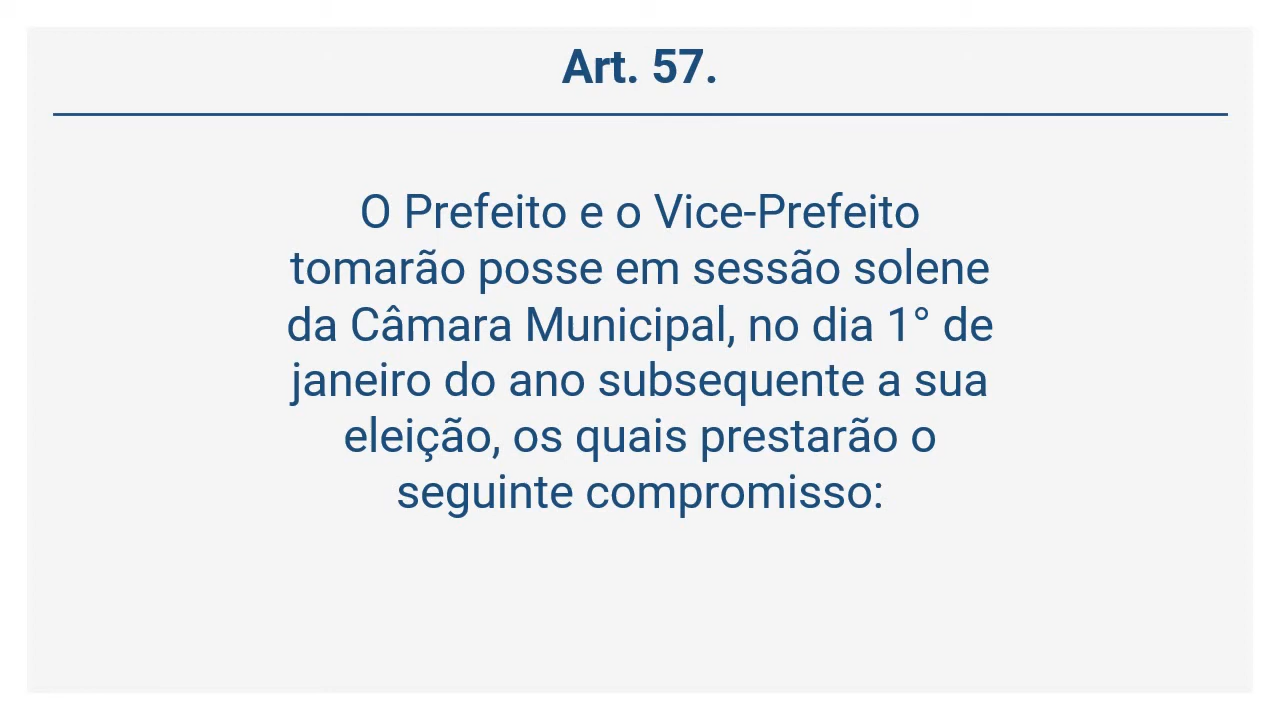 Art. 57.
O Prefeito e o Vice-Prefeito
tomarão posse em sessão solene
da Câmara Municipal, no dia 1° de
janeiro do ano subsequente a sua
eleição, os quais prestarão o
seguinte compromisso: